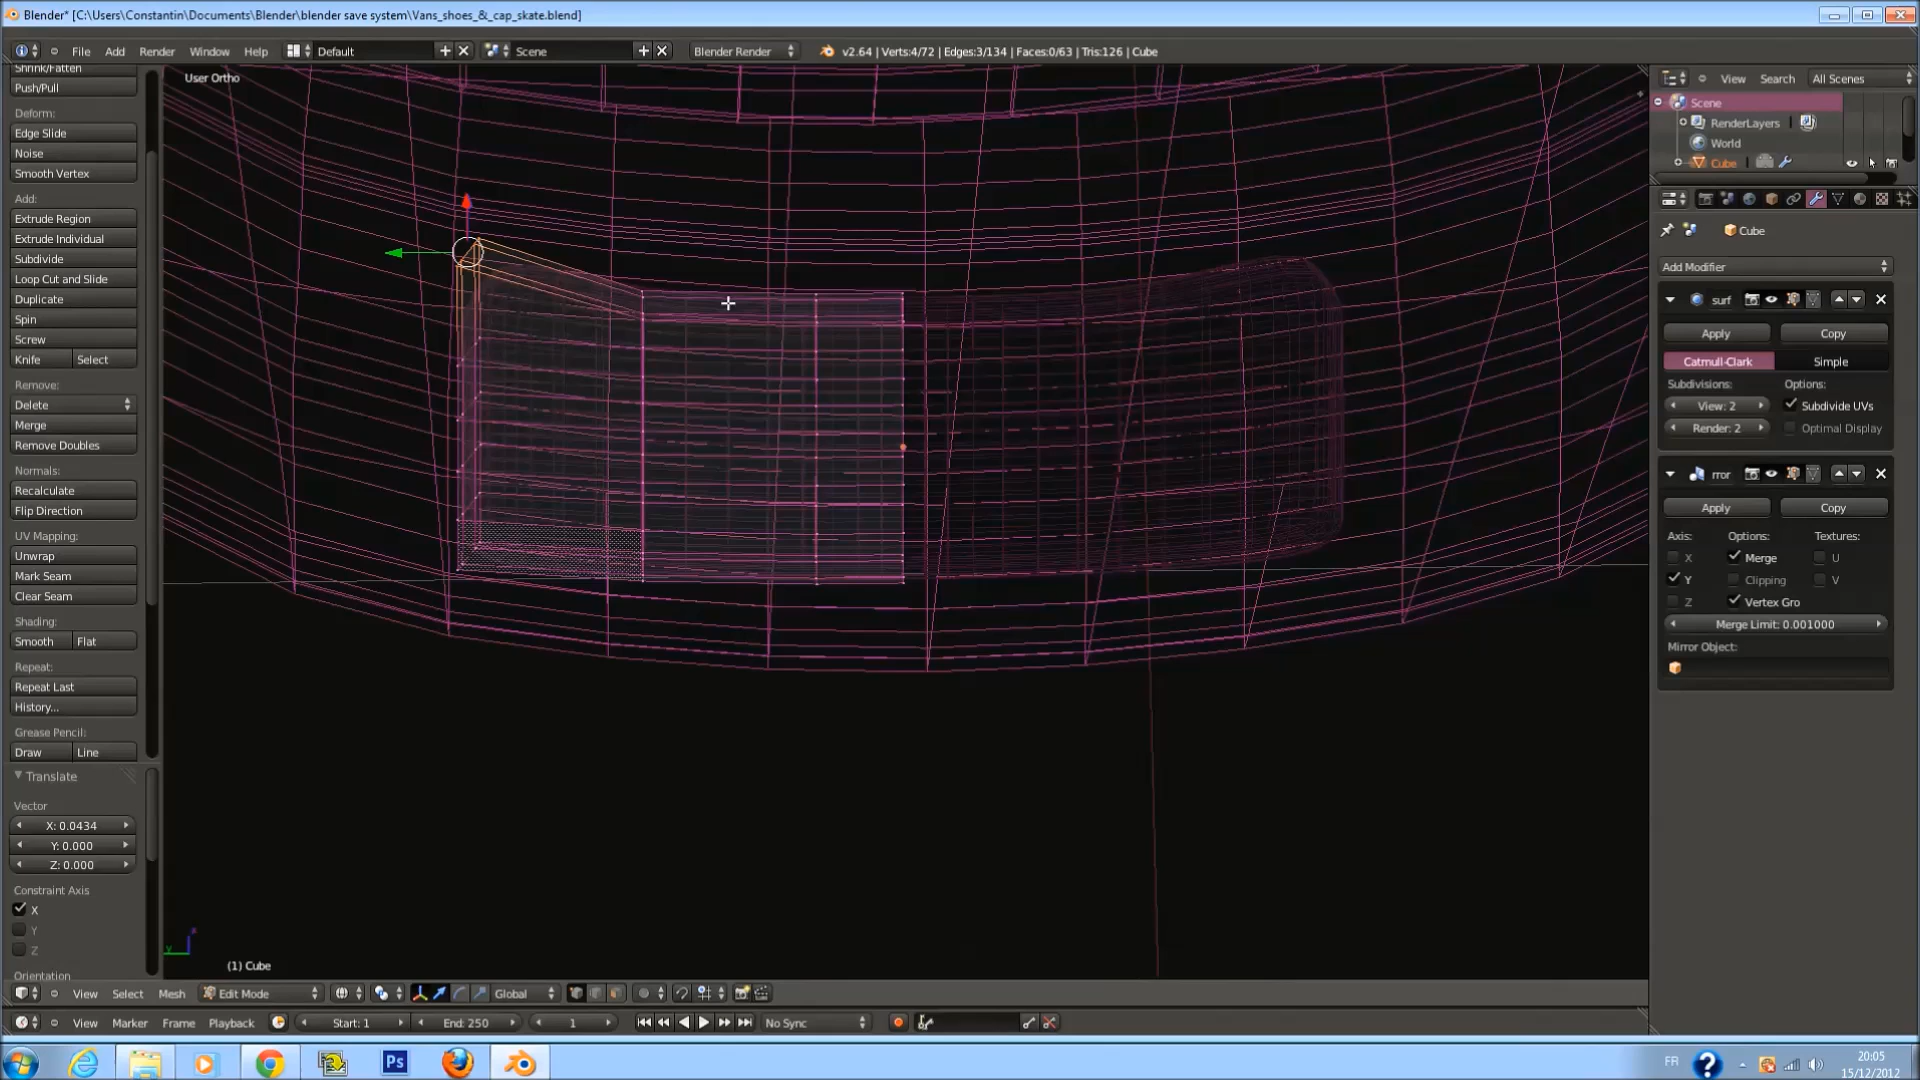 Blender* [C:\Users\Constantin\Documents\Blender\blender save system\Vans_shoes_&_cap_skate.blend]
File Add Render Window Help Default Scene Blender Render v2.64 | Verts:4/72 | Edges:3/134 | Faces:0/63 | Tris:126 | Cube
Shrink/Fatten
Push/Pull
Deform:
Edge Slide
Noise
Smooth Vertex
Add:
Extrude Region
Extrude Individual
Subdivide
Loop Cut and Slide
Duplicate
Spin
Screw
Knife Select
Remove:
Delete
Merge
Remove Doubles
Normals:
Recalculate
Flip Direction
UV Mapping:
Unwrap
Mark Seam
Clear Seam
Shading:
Smooth Flat
Repeat:
Repeat Last
History...
Grease Pencil:
Draw Line
Translate
Vector
X: 0.0434
Y: 0.000
Z: 0.000
Constraint Axis
X
Y
Z
Orientation
User Ortho
(1) Cube
View Search All Scenes
Scene
RenderLayers
World
Cube
Cube
Add Modifier
surf
Apply Copy
Catmull-Clark Simple
Subdivisions: Options:
View: 2 Subdivide UVs
Render: 2 Optimal Display
rror
Apply Copy
Axis: Options: Textures:
X Merge U
Y Clipping V
Z Vertex Gro
Merge Limit: 0.001000
Mirror Object:
View Select Mesh Edit Mode Global
View Marker Frame Playback Start: 1 End: 250 1 No Sync
Ps FR 20:05
15/12/2012